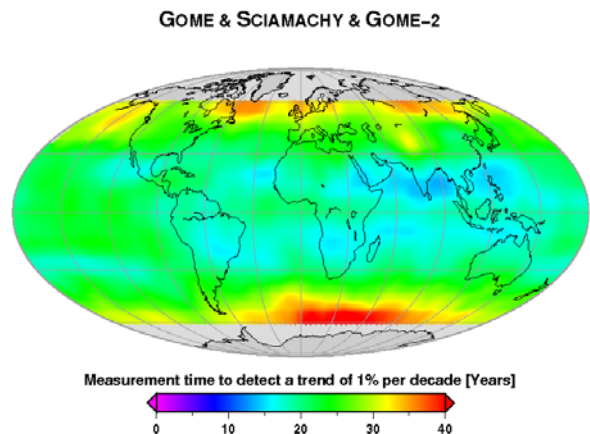 GOME & SCIAMACHY & GOME-2
Measurement time to detect a trend of 1% per decade [Years]
0 10 20 30 40